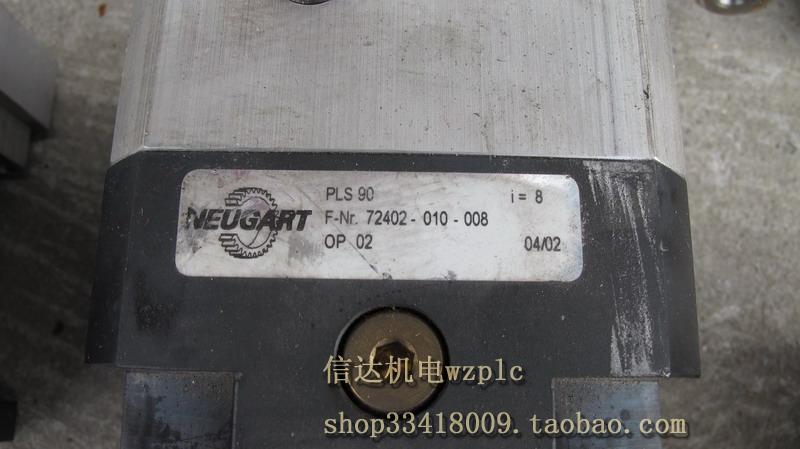 NEUGART
PLS 90 i = 8
F-Nr. 72402 - 010 - 008
OP 02 04/02
信达机电wzplc
shop33418009.taobao.com